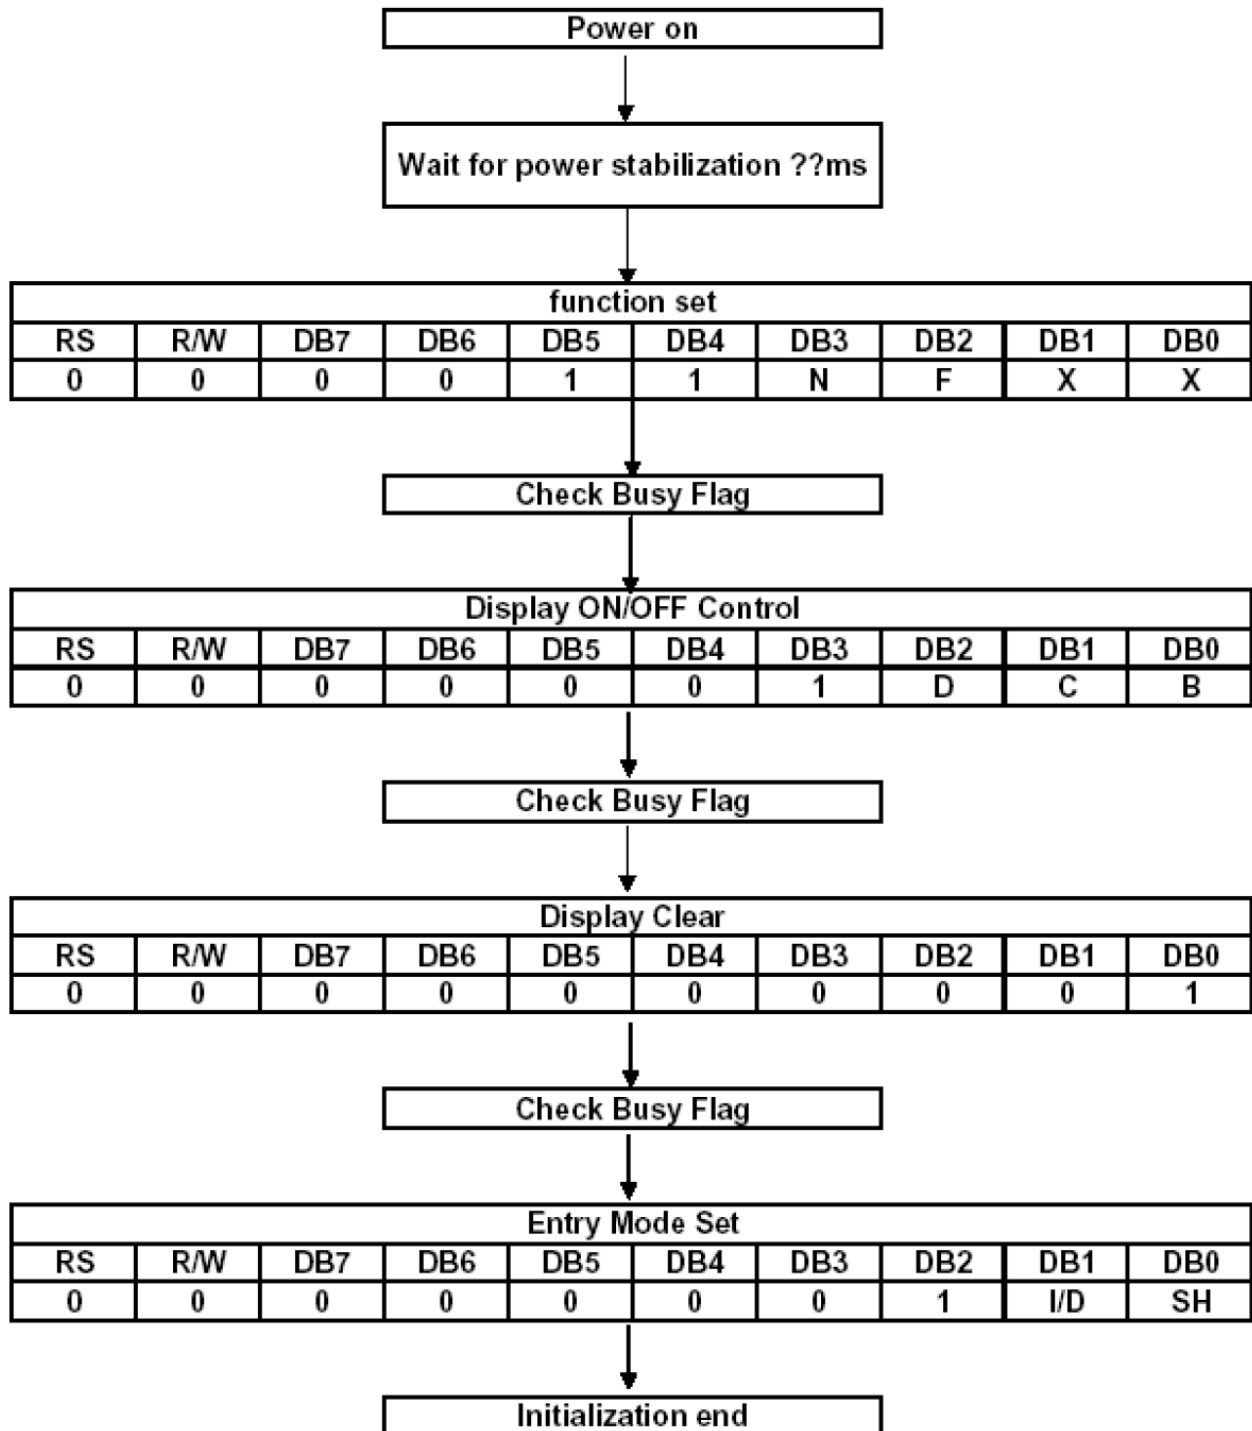 Power on
Wait for power stabilization ??ms
function set
RS R/W DB7 DB6 DB5 DB4 DB3 DB2 DB1 DB0
0 0 0 0 1 1 N F X X
Check Busy Flag
Display ON/OFF Control
RS R/W DB7 DB6 DB5 DB4 DB3 DB2 DB1 DB0
0 0 0 0 0 0 1 D C B
Check Busy Flag
Display Clear
RS R/W DB7 DB6 DB5 DB4 DB3 DB2 DB1 DB0
0 0 0 0 0 0 0 0 0 1
Check Busy Flag
Entry Mode Set
RS R/W DB7 DB6 DB5 DB4 DB3 DB2 DB1 DB0
0 0 0 0 0 0 0 1 I/D SH
Initialization end